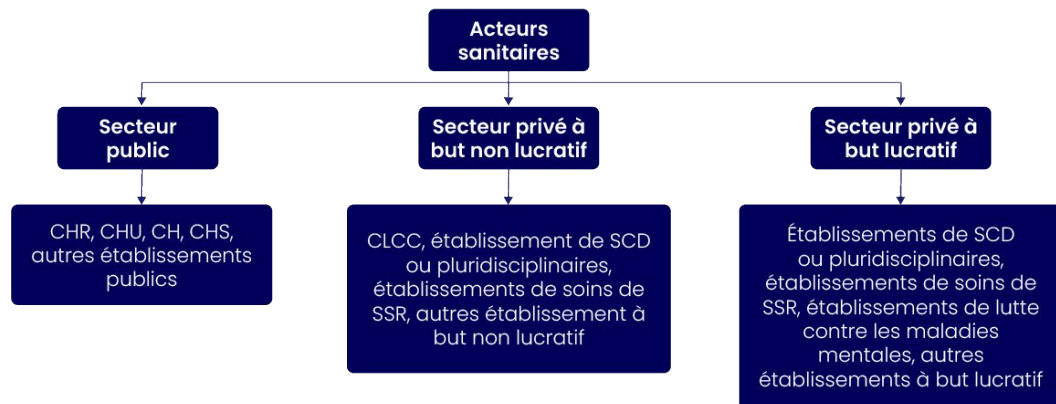 Acteurs
sanitaires
Secteur
public
Secteur privé à
but non lucratif
Secteur privé à
but lucratif
CHR, CHU, CH, CHS,
autres établissements
publics
CLCC, établissement de SCD
ou pluridisciplinaires,
établissements de soins de
SSR, autres établissement à
but non lucratif
Établissements de SCD
ou pluridisciplinaires,
établissements de soins de
SSR, établissements de lutte
contre les maladies
mentales, autres
établissements à but lucratif